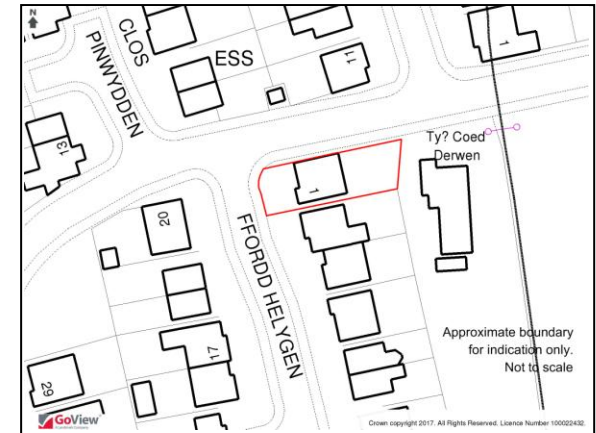 N
CLOS
PINWYDDEN
ESS
11
1
13
Ty? Coed
Derwen
1
20
FFORDD HELYGEN
17
29
Approximate boundary
for indication only.
Not to scale
GoView
Crown copyright 2017. All Rights Reserved. Licence Number 100022432.